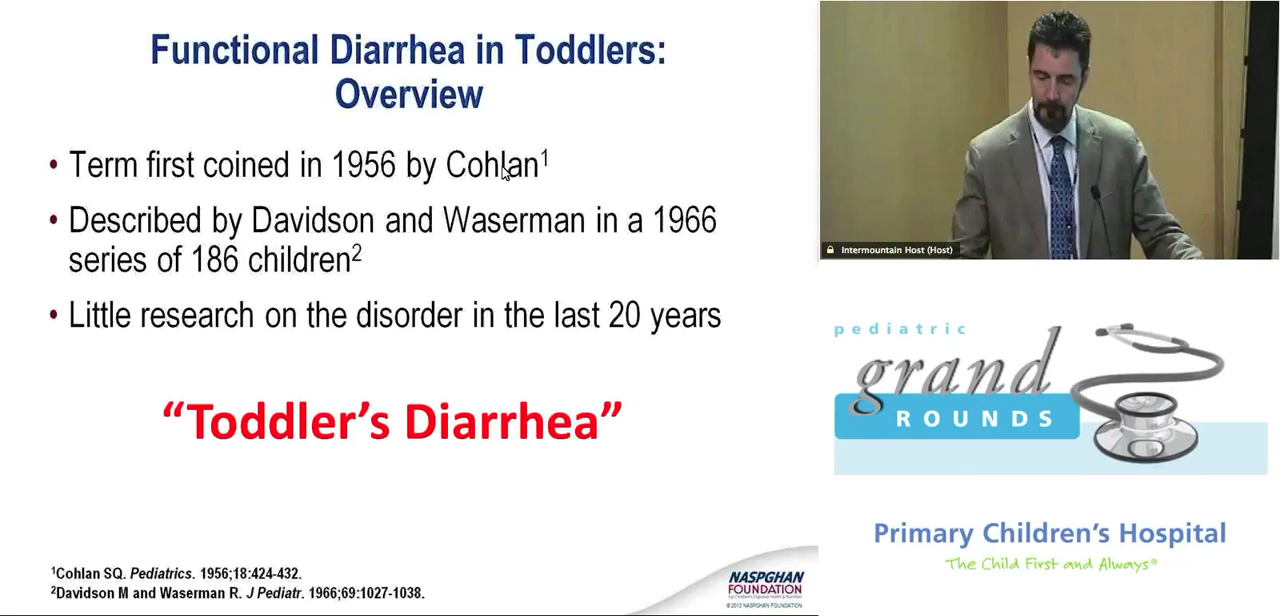 Functional Diarrhea in Toddlers:
Overview
• Term first coined in 1956 by Cohlan¹
• Described by Davidson and Waserman in a 1966
series of 186 children²
• Little research on the disorder in the last 20 years
“Toddler’s Diarrhea”
¹Cohlan SQ. Pediatrics. 1956;18:424-432.
²Davidson M and Waserman R. J Pediatr. 1966;69:1027-1038.
NASPGHAN
FOUNDATION
For Children's Digestive Health & Nutrition
© 2013 NASPGHAN FOUNDATION
Intermountain Host (Host)
pediatric
grand
ROUNDS
Primary Children’s Hospital
The Child First and Always®